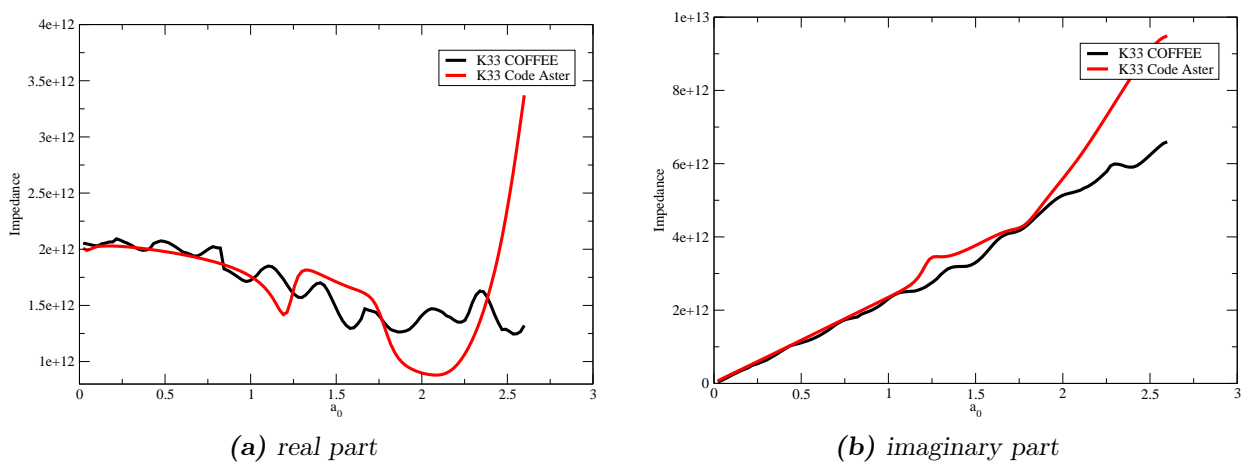 4e+12
3.5e+12
3e+12
2.5e+12
2e+12
1.5e+12
1e+12
Impedance
0 0.5 1 1.5 2 2.5 3
a0
K33 COFFEE
K33 Code Aster
(a) real part
1e+13
8e+12
6e+12
4e+12
2e+12
0
Impedance
0 0.5 1 1.5 2 2.5 3
a0
K33 COFFEE
K33 Code Aster
(b) imaginary part